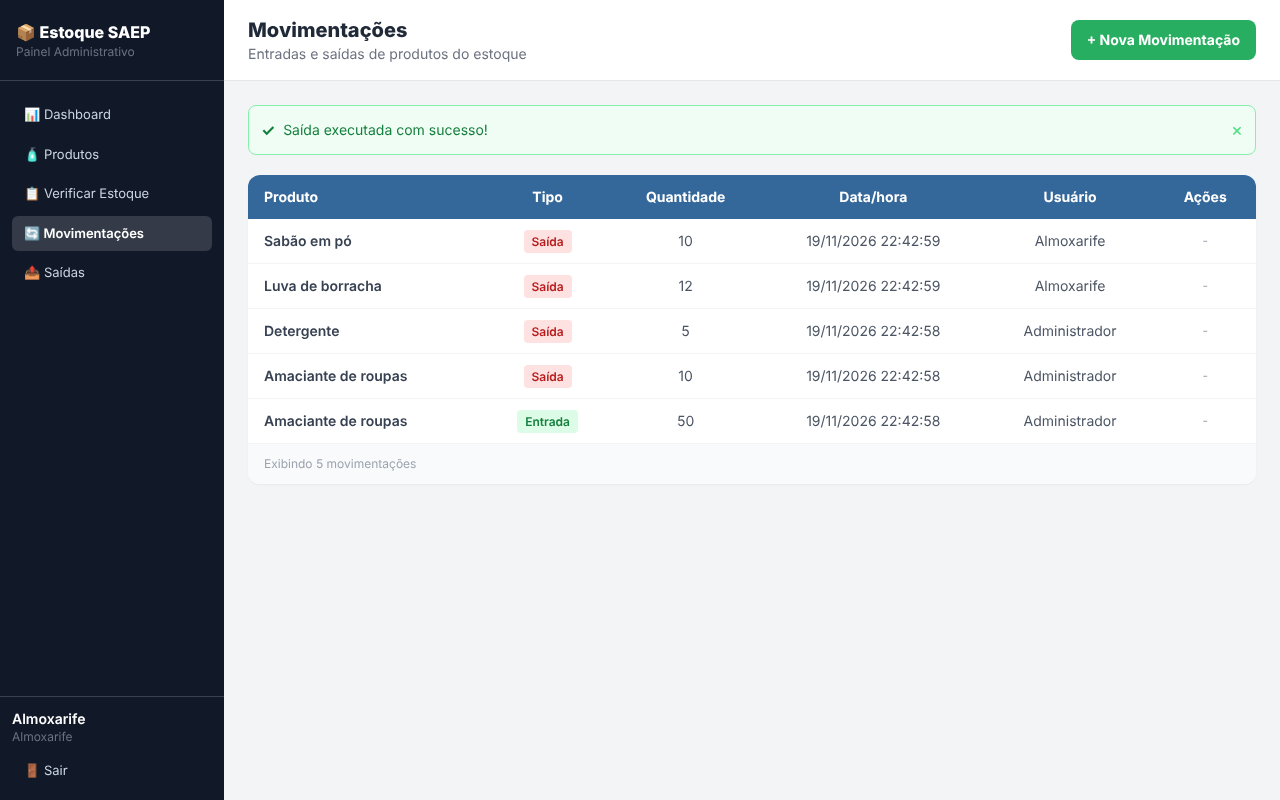 📦 Estoque SAEP
Painel Administrativo
📊 Dashboard
🧴 Produtos
📋 Verificar Estoque
🔄 Movimentações
📤 Saídas
Almoxarife
Almoxarife
🚪 Sair
Movimentações
Entradas e saídas de produtos do estoque
+ Nova Movimentação
✔ Saída executada com sucesso! ×
Produto Tipo Quantidade Data/hora Usuário Ações
Sabão em pó Saída 10 19/11/2026 22:42:59 Almoxarife -
Luva de borracha Saída 12 19/11/2026 22:42:59 Almoxarife -
Detergente Saída 5 19/11/2026 22:42:58 Administrador -
Amaciante de roupas Saída 10 19/11/2026 22:42:58 Administrador -
Amaciante de roupas Entrada 50 19/11/2026 22:42:58 Administrador -
Exibindo 5 movimentações